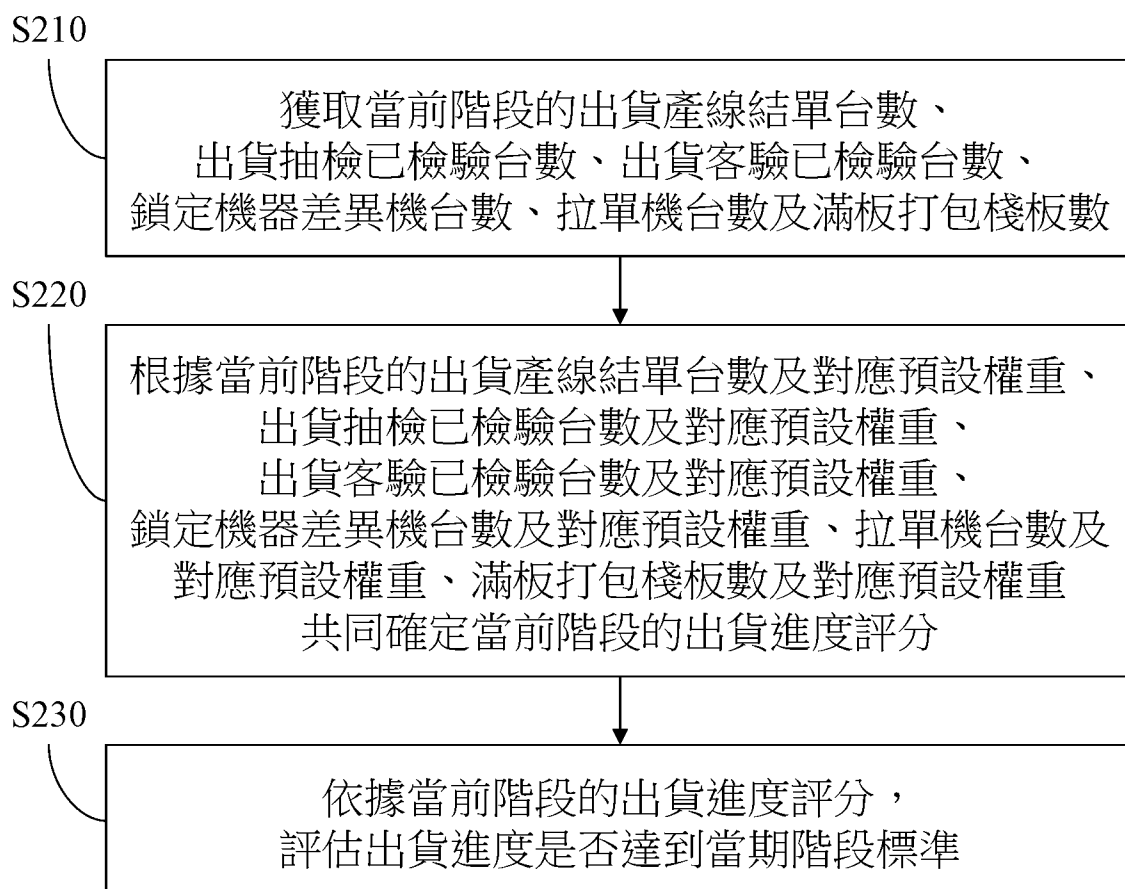 S210
獲取當前階段的出貨產線結單台數、
出貨抽檢已檢驗台數、出貨客驗已檢驗台數、
鎖定機器差異機台數、拉單機台數及滿板打包棧板數
S220
根據當前階段的出貨產線結單台數及對應預設權重、
出貨抽檢已檢驗台數及對應預設權重、
出貨客驗已檢驗台數及對應預設權重、
鎖定機器差異機台數及對應預設權重、拉單機台數及
對應預設權重、滿板打包棧板數及對應預設權重
共同確定當前階段的出貨進度評分
S230
依據當前階段的出貨進度評分，
評估出貨進度是否達到當期階段標準